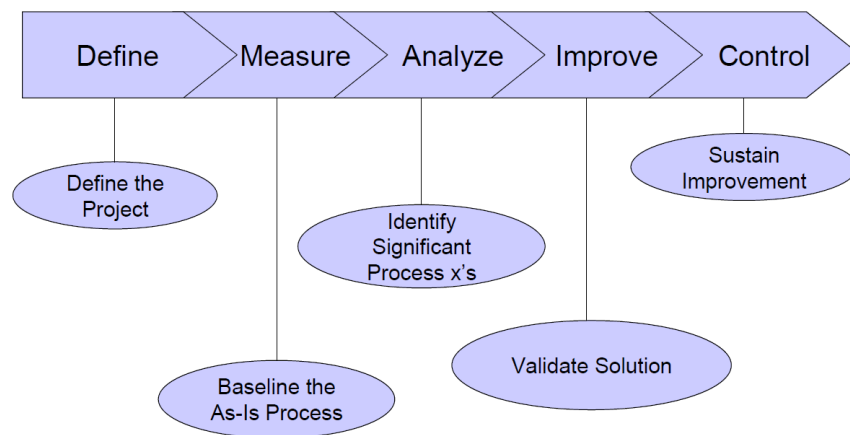 Define
Measure
Analyze
Improve
Control
Define the
Project
Sustain
Improvement
Identify
Significant
Process x's
Validate Solution
Baseline the
As-Is Process